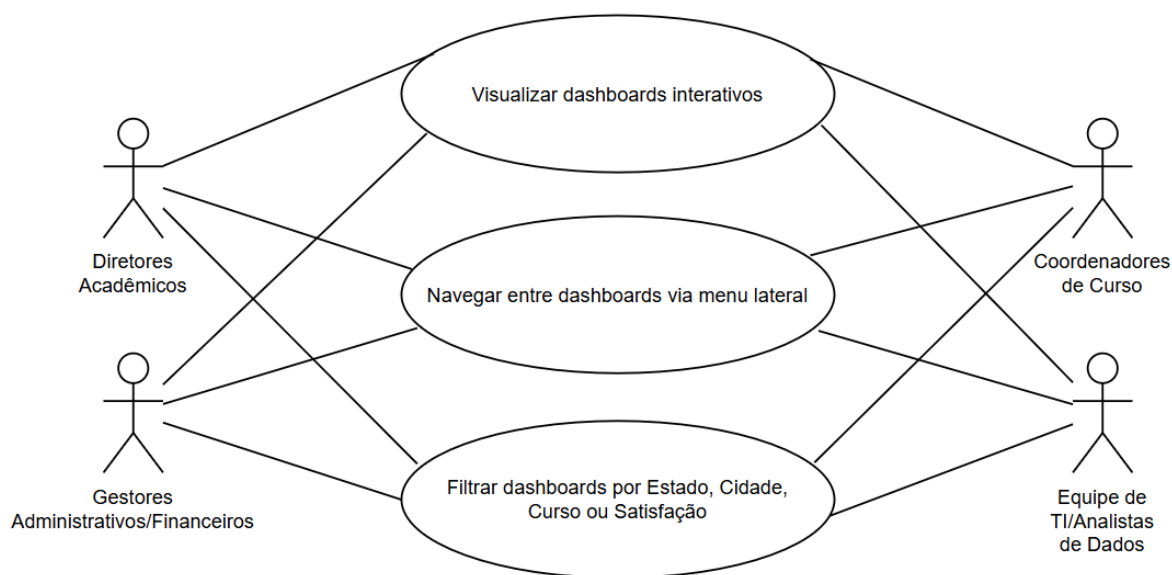 Visualizar dashboards interativos
Diretores
Acadêmicos
Coordenadores
de Curso
Navegar entre dashboards via menu lateral
Gestores
Administrativos/Financeiros
Filtrar dashboards por Estado, Cidade,
Curso ou Satisfação
Equipe de
TI/Analistas
de Dados